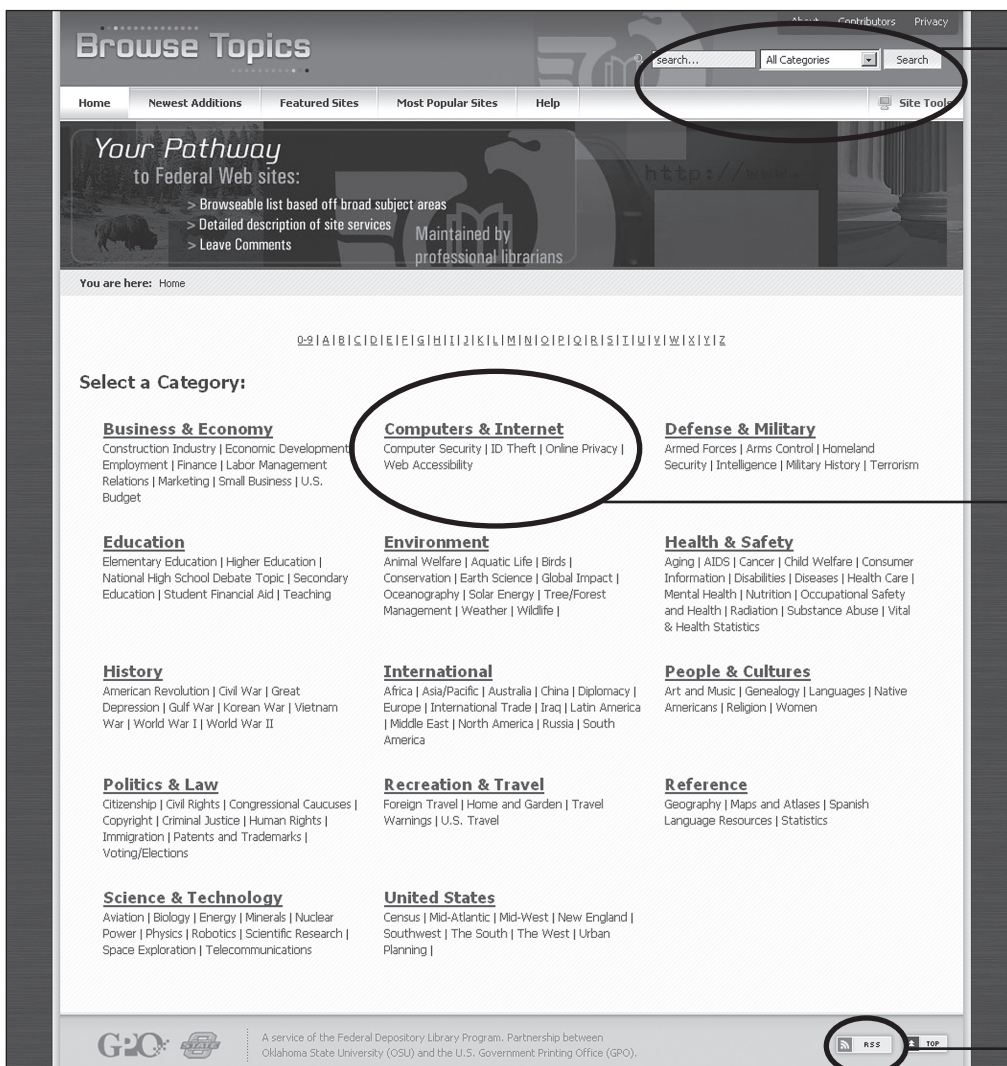 About Contributors Privacy
Browse Topics
search... All Categories Search
Home Newest Additions Featured Sites Most Popular Sites Help Site Tools
Your Pathway
to Federal Web sites:
> Browseable list based off broad subject areas
> Detailed description of site services
> Leave Comments
Maintained by
professional librarians
http://www.
You are here: Home
0-9 | A | B | C | D | E | F | G | H | I | J | K | L | M | N | O | P | Q | R | S | T | U | V | W | X | Y | Z
Select a Category:
Business & Economy
Construction Industry | Economic Development
Employment | Finance | Labor Management
Relations | Marketing | Small Business | U.S.
Budget
Computers & Internet
Computer Security | ID Theft | Online Privacy |
Web Accessibility
Defense & Military
Armed Forces | Arms Control | Homeland
Security | Intelligence | Military History | Terrorism
Education
Elementary Education | Higher Education |
National High School Debate Topic | Secondary
Education | Student Financial Aid | Teaching
Environment
Animal Welfare | Aquatic Life | Birds |
Conservation | Earth Science | Global Impact |
Oceanography | Solar Energy | Tree/Forest
Management | Weather | Wildlife |
Health & Safety
Aging | AIDS | Cancer | Child Welfare | Consumer
Information | Disabilities | Diseases | Health Care |
Mental Health | Nutrition | Occupational Safety
and Health | Radiation | Substance Abuse | Vital
& Health Statistics
History
American Revolution | Civil War | Great
Depression | Gulf War | Korean War | Vietnam
War | World War I | World War II
International
Africa | Asia/Pacific | Australia | China | Diplomacy |
Europe | International Trade | Iraq | Latin America
| Middle East | North America | Russia | South
America
People & Cultures
Art and Music | Genealogy | Languages | Native
Americans | Religion | Women
Politics & Law
Citizenship | Civil Rights | Congressional Caucuses |
Copyright | Criminal Justice | Human Rights |
Immigration | Patents and Trademarks |
Voting/Elections
Recreation & Travel
Foreign Travel | Home and Garden | Travel
Warnings | U.S. Travel
Reference
Geography | Maps and Atlases | Spanish
Language Resources | Statistics
Science & Technology
Aviation | Biology | Energy | Minerals | Nuclear
Power | Physics | Robotics | Scientific Research |
Space Exploration | Telecommunications
United States
Census | Mid-Atlantic | Mid-West | New England |
Southwest | The South | The West | Urban
Planning |
GPO STATE
A service of the Federal Depository Library Program. Partnership between
Oklahoma State University (OSU) and the U.S. Government Printing Office (GPO).
RSS TOP